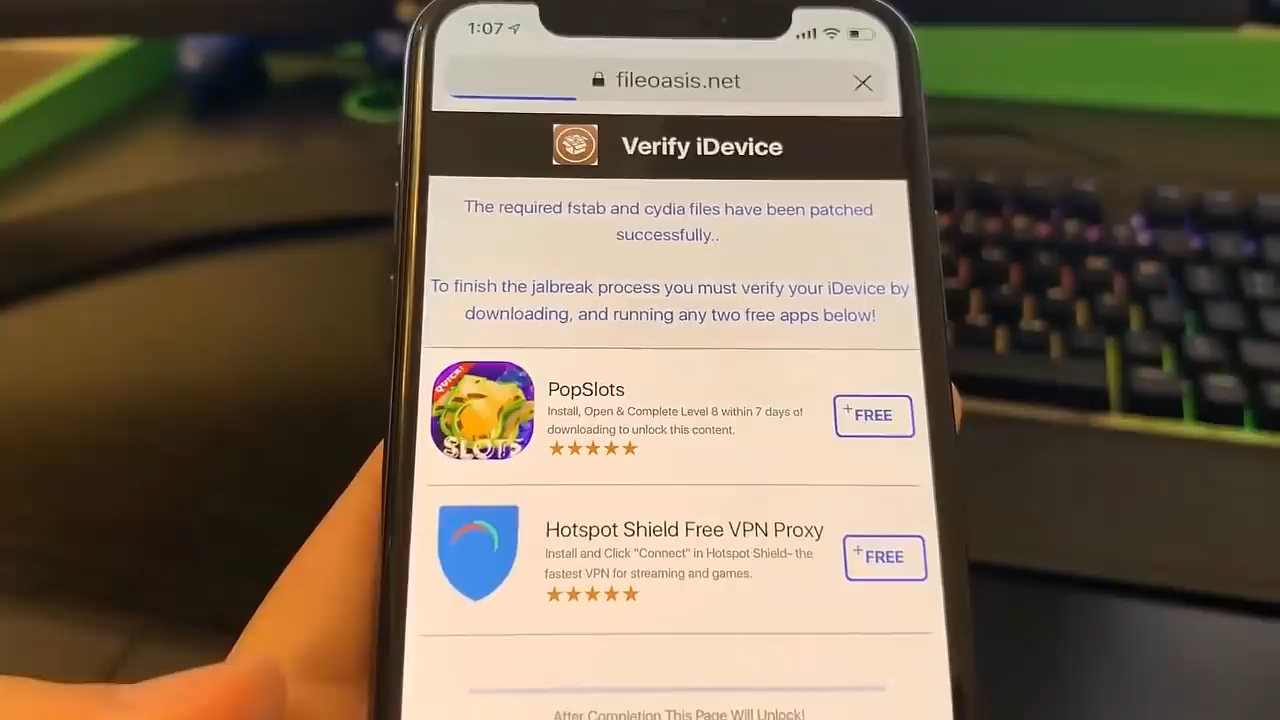 1:07
fileoasis.net
Verify iDevice
The required fstab and cydia files have been patched
successfully..
To finish the jailbreak process you must verify your iDevice by
downloading, and running any two free apps below!
QUICK!
SLOTS
PopSlots
Install, Open & Complete Level 8 within 7 days of
downloading to unlock this content.
+FREE
Hotspot Shield Free VPN Proxy
Install and Click "Connect" in Hotspot Shield- the
fastest VPN for streaming and games.
+FREE
After Completion This Page Will Unlock!